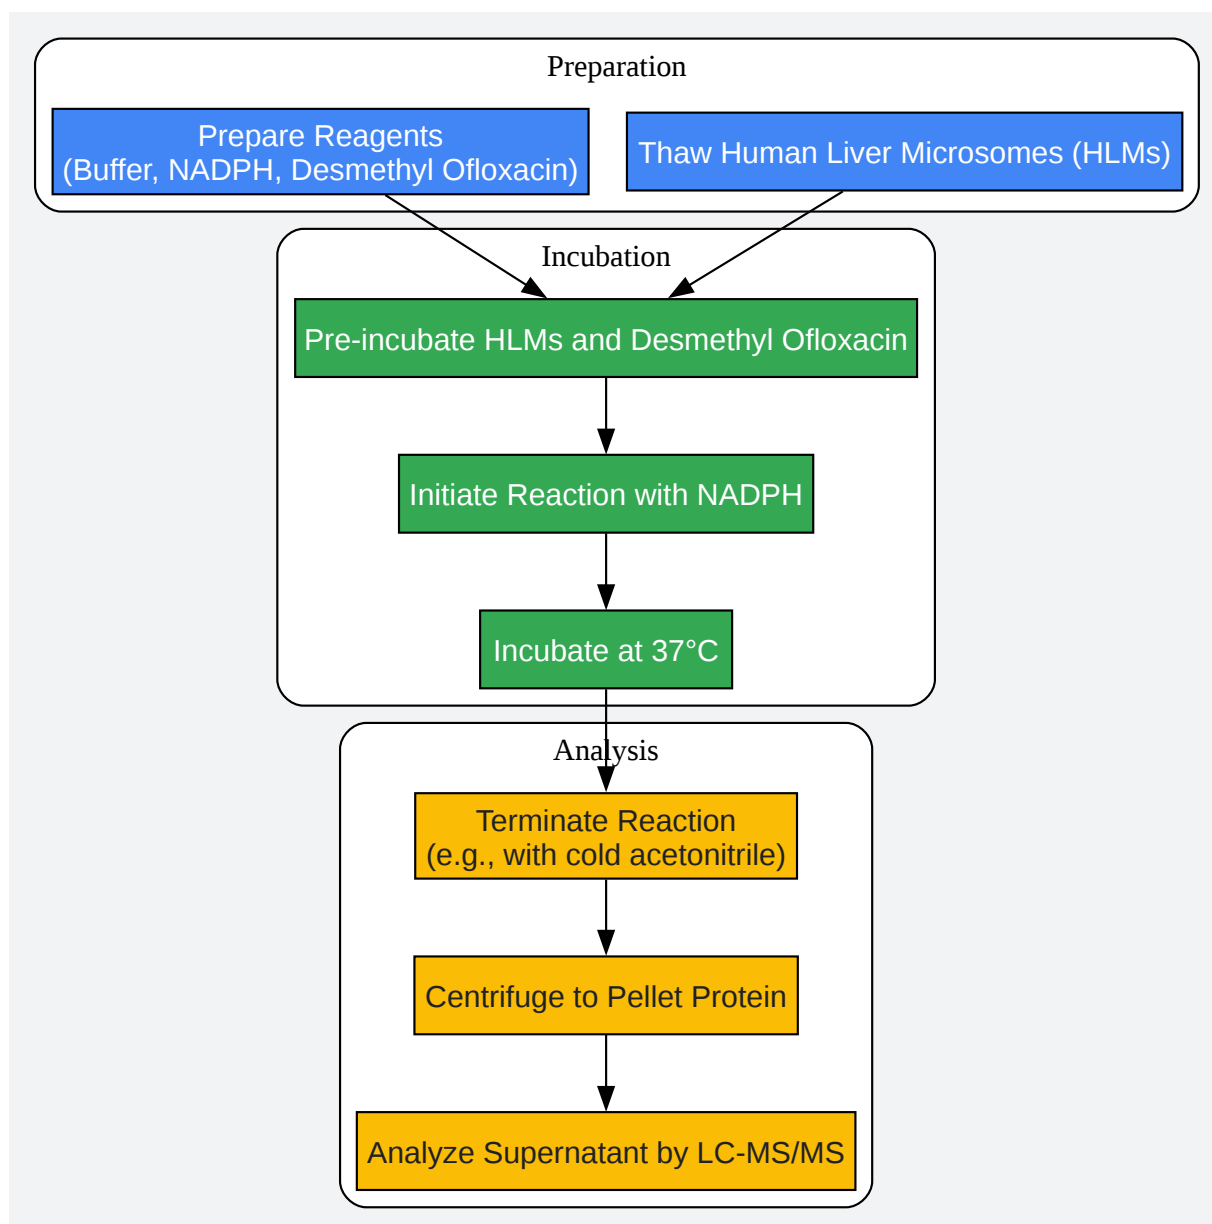 Preparation
Prepare Reagents
(Buffer, NADPH, Desmethyl Ofloxacin)
Thaw Human Liver Microsomes (HLMs)
Incubation
Pre-incubate HLMs and Desmethyl Ofloxacin
Initiate Reaction with NADPH
Incubate at 37°C
Analysis
Terminate Reaction
(e.g., with cold acetonitrile)
Centrifuge to Pellet Protein
Analyze Supernatant by LC-MS/MS